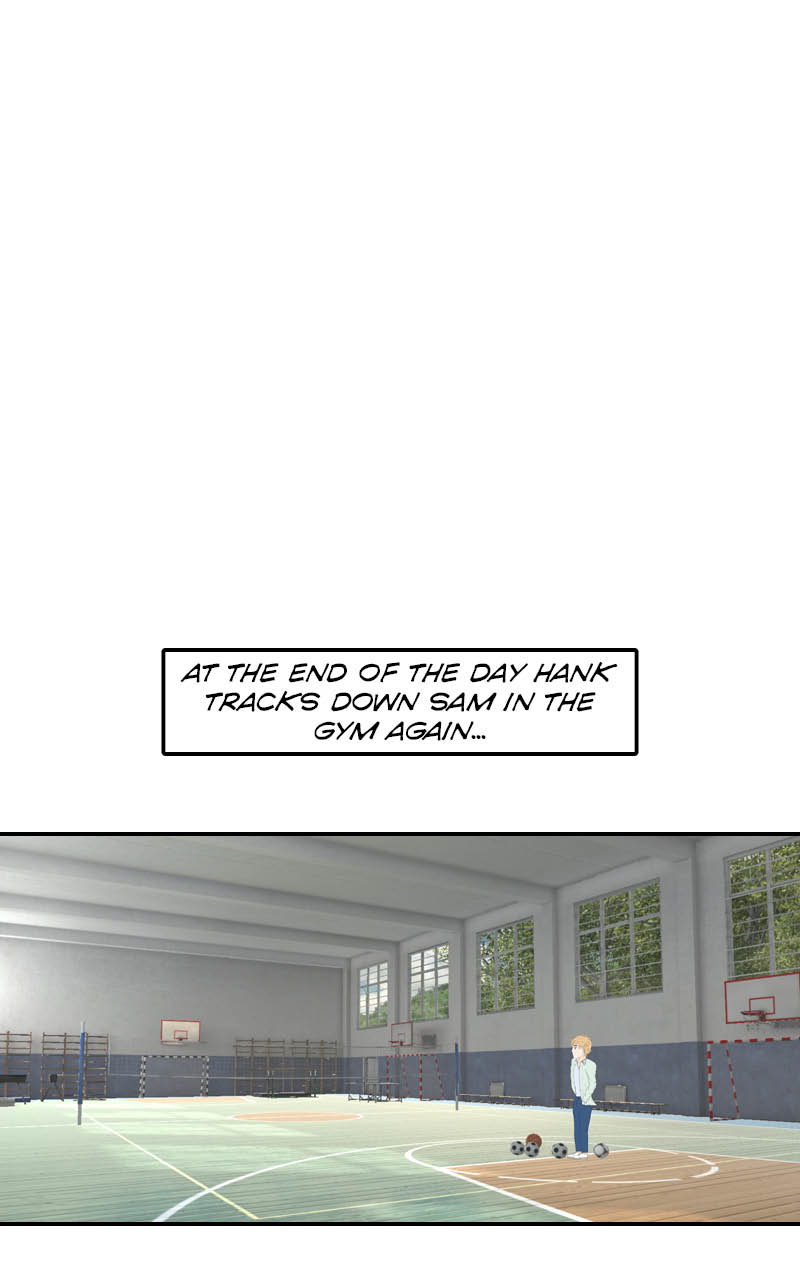 AT THE END OF THE DAY HANK
TRACKS DOWN SAM IN THE
GYM AGAIN...